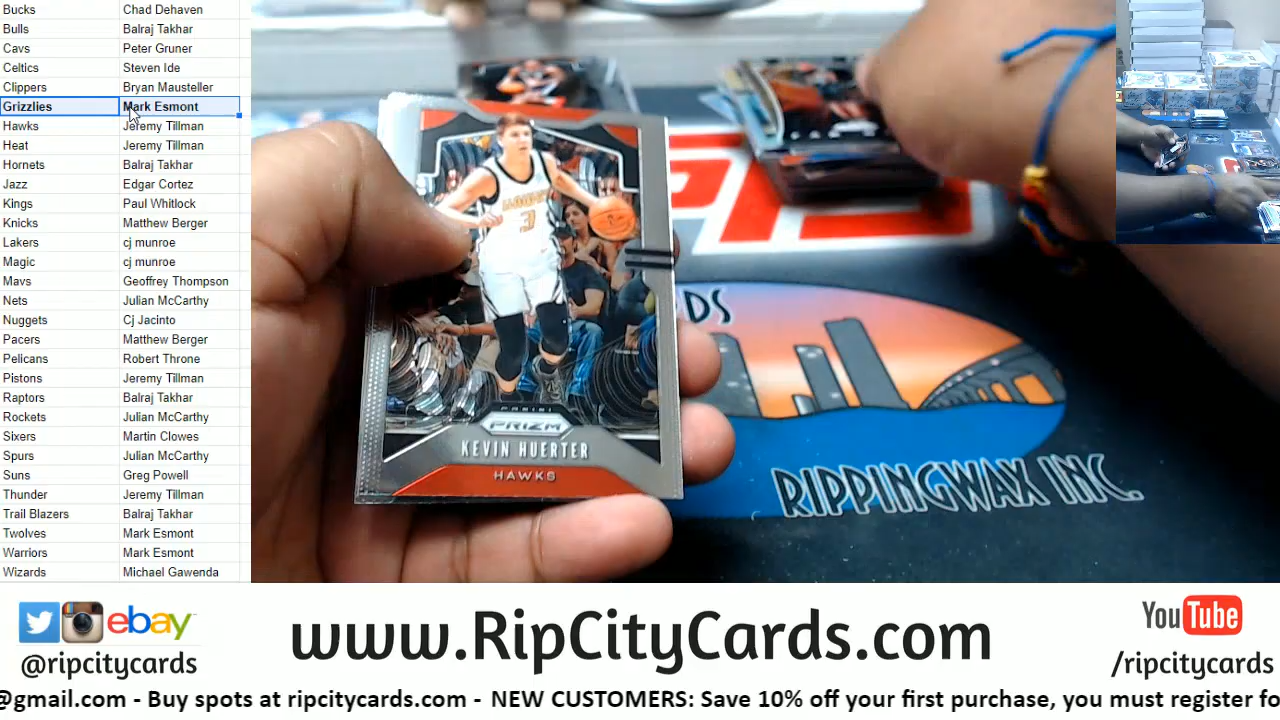 Bucks Chad Dehaven
Bulls Balraj Takhar
Cavs Peter Gruner
Celtics Steven Ide
Clippers Bryan Mausteller
Grizzlies Mark Esmont
Hawks Jeremy Tillman
Heat Jeremy Tillman
Hornets Balraj Takhar
Jazz Edgar Cortez
Kings Paul Whitlock
Knicks Matthew Berger
Lakers cj munroe
Magic cj munroe
Mavs Geoffrey Thompson
Nets Julian McCarthy
Nuggets Cj Jacinto
Pacers Matthew Berger
Pelicans Robert Throne
Pistons Jeremy Tillman
Raptors Balraj Takhar
Rockets Julian McCarthy
Sixers Martin Clowes
Spurs Julian McCarthy
Suns Greg Powell
Thunder Jeremy Tillman
Trail Blazers Balraj Takhar
Twolves Mark Esmont
Warriors Mark Esmont
Wizards Michael Gawenda
3
PANINI
PRIZM
KEVIN HUERTER
HAWKS
DS
RIPPINGWAX INC.
ebay
@ripcitycards
www.RipCityCards.com
YouTube
/ripcitycards
@gmail.com - Buy spots at ripcitycards.com - NEW CUSTOMERS: Save 10% off your first purchase, you must register fo